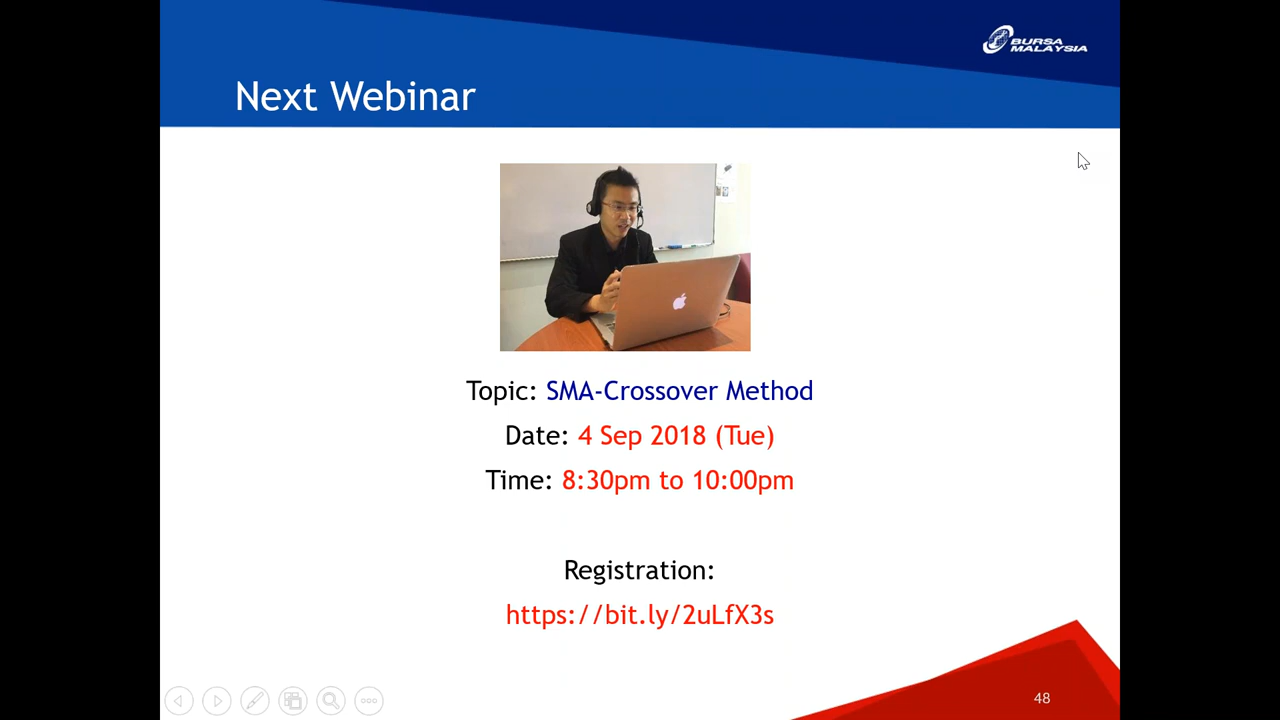 BURSA
MALAYSIA
Next Webinar
Topic: SMA-Crossover Method
Date: 4 Sep 2018 (Tue)
Time: 8:30pm to 10:00pm
Registration:
https://bit.ly/2uLfX3s
48